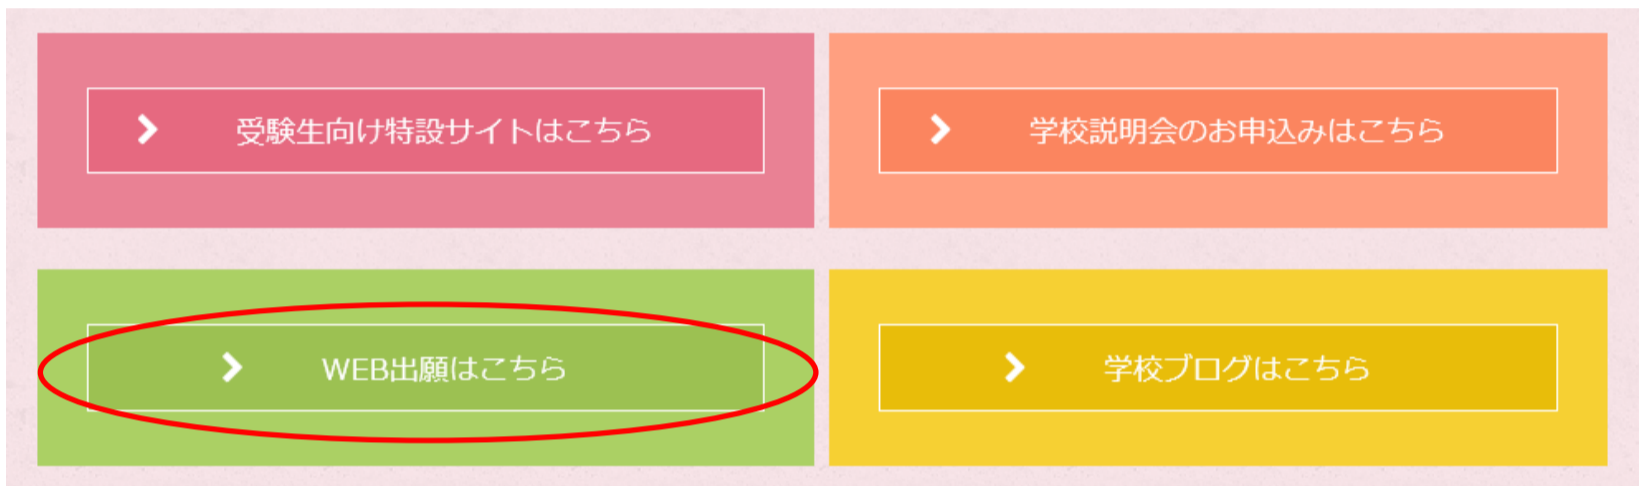 受験生向け特設サイトはこちら
学校説明会のお申込みはこちら
WEB出願はこちら
学校ブログはこちら